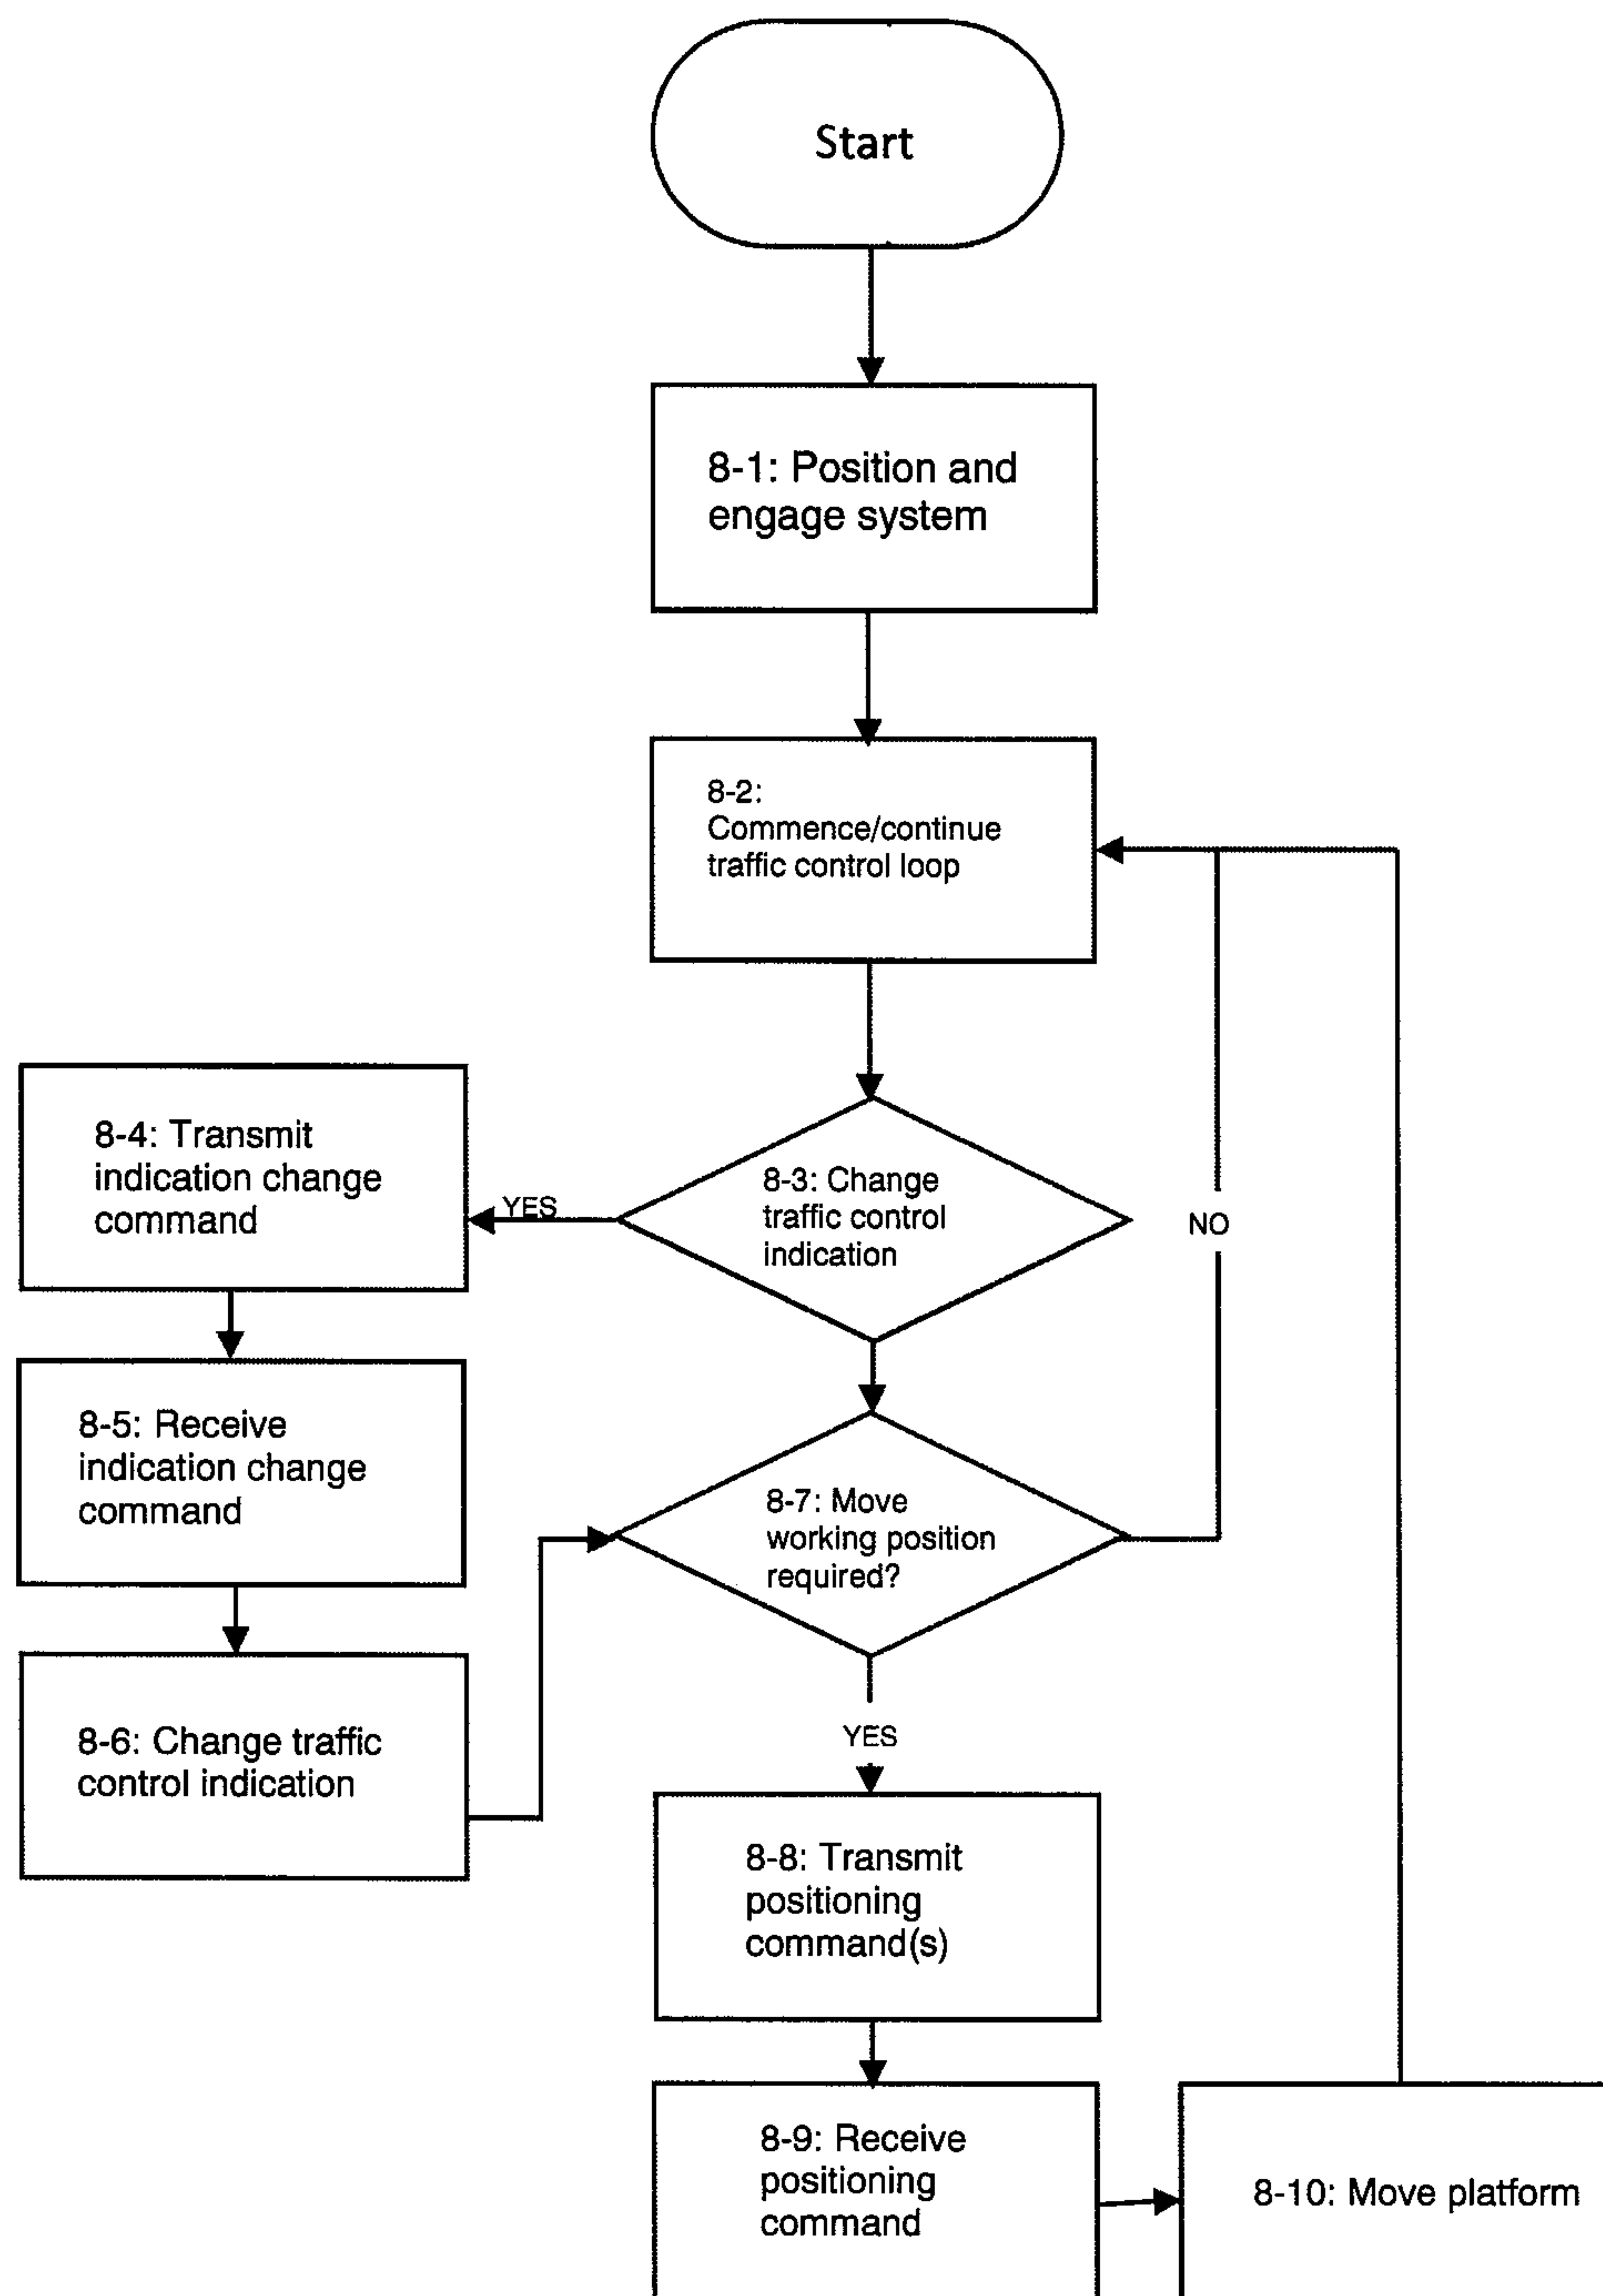 Start
8-1: Position and
engage system
8-2:
Commence/continue
traffic control loop
8-3: Change
traffic control
indication
YES
8-4: Transmit
indication change
command
NO
8-5: Receive
indication change
command
8-6: Change traffic
control indication
8-7: Move
working position
required?
YES
8-8: Transmit
positioning
command(s)
8-9: Receive
positioning
command
8-10: Move platform